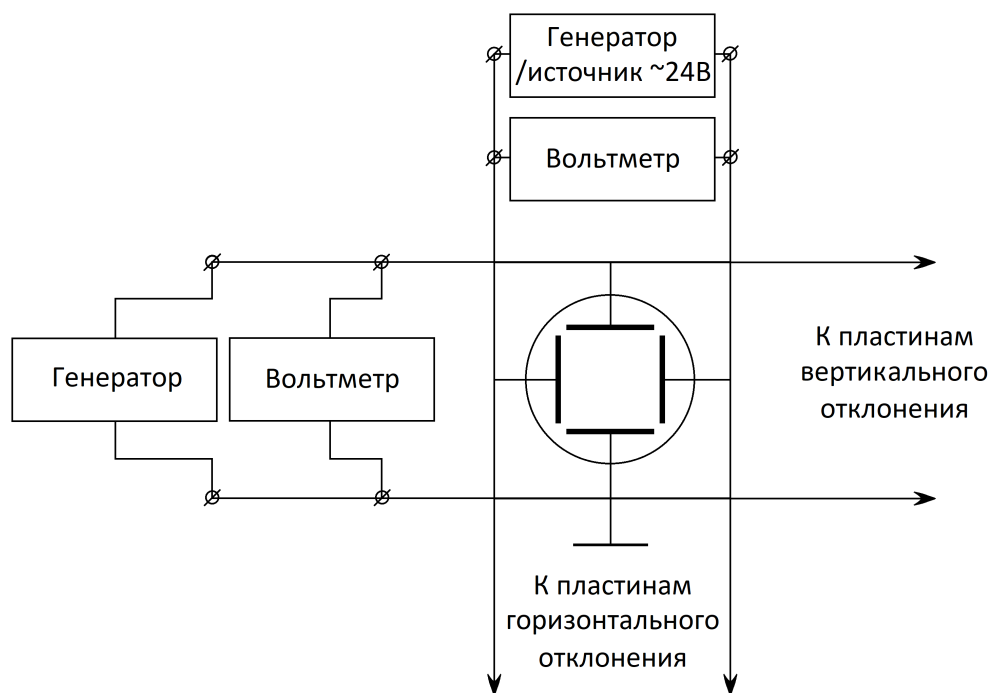 Генератор
/источник ~24В
Вольтметр
Генератор
Вольтметр
К пластинам
вертикального
отклонения
К пластинам
горизонтального
отклонения